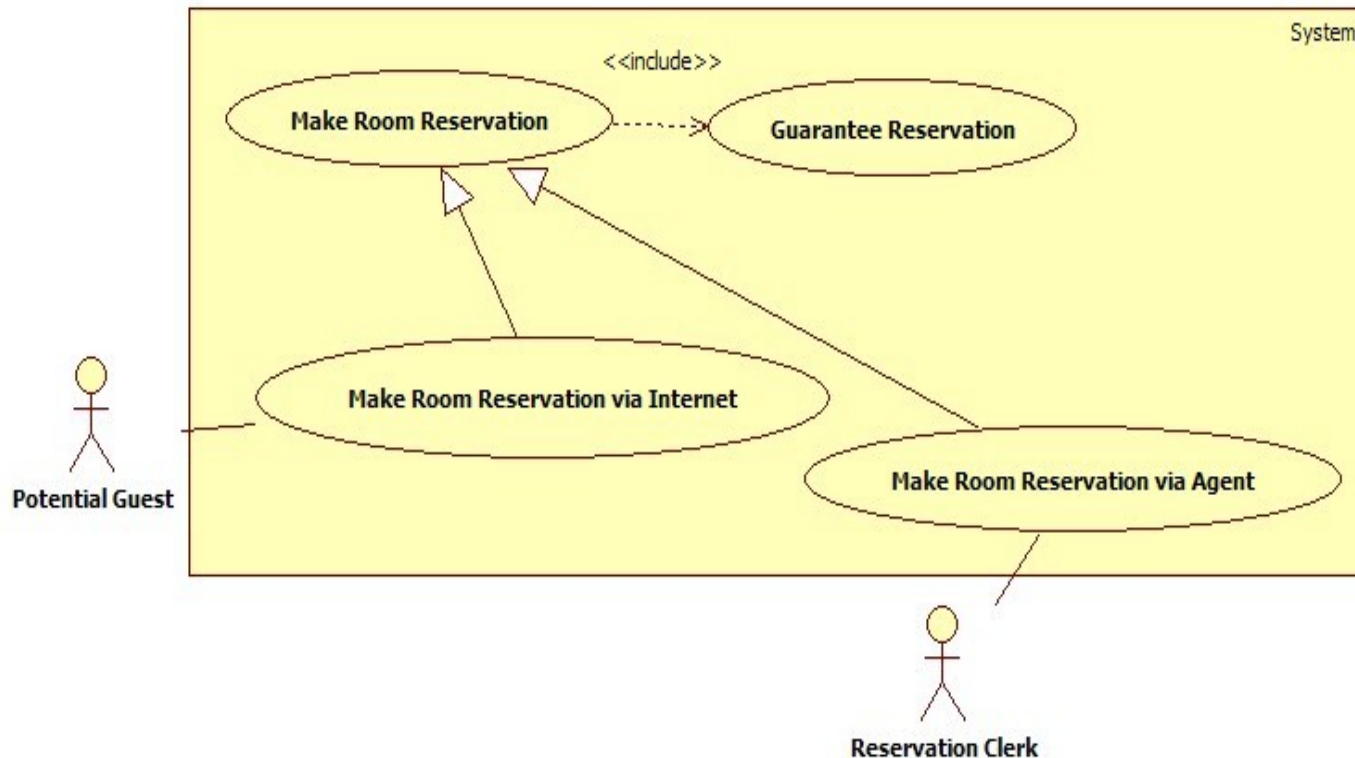 System
<<include>>
Make Room Reservation
Guarantee Reservation
Make Room Reservation via Internet
Potential Guest
Make Room Reservation via Agent
Reservation Clerk